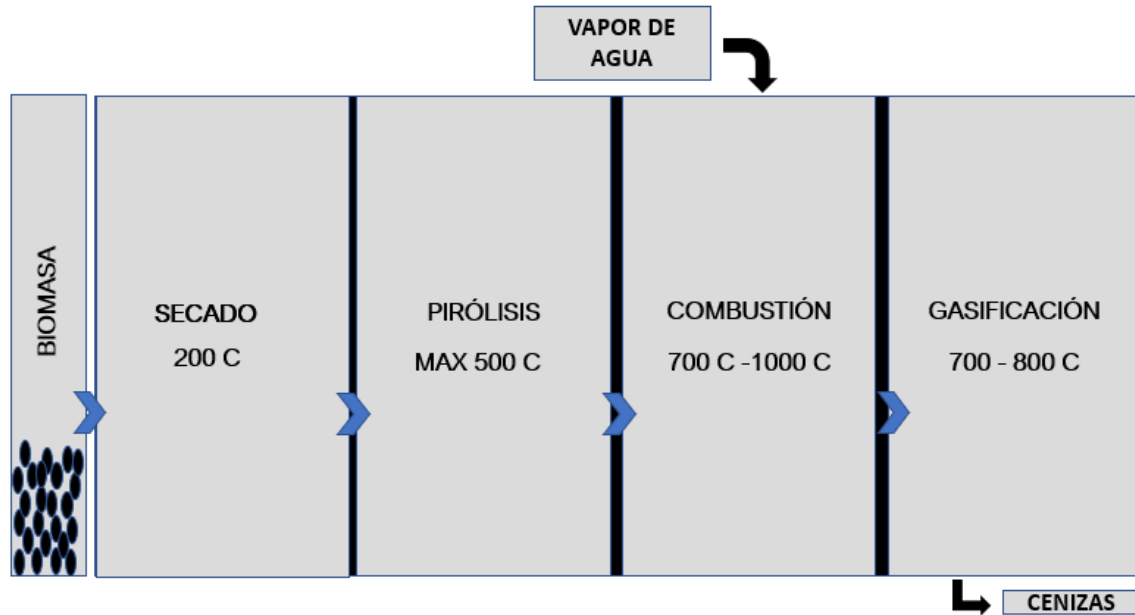 VAPOR DE
AGUA
BIOMASA
SECADO
200 C
PIRÓLISIS
MAX 500 C
COMBUSTIÓN
700 C -1000 C
GASIFICACIÓN
700 - 800 C
CENIZAS